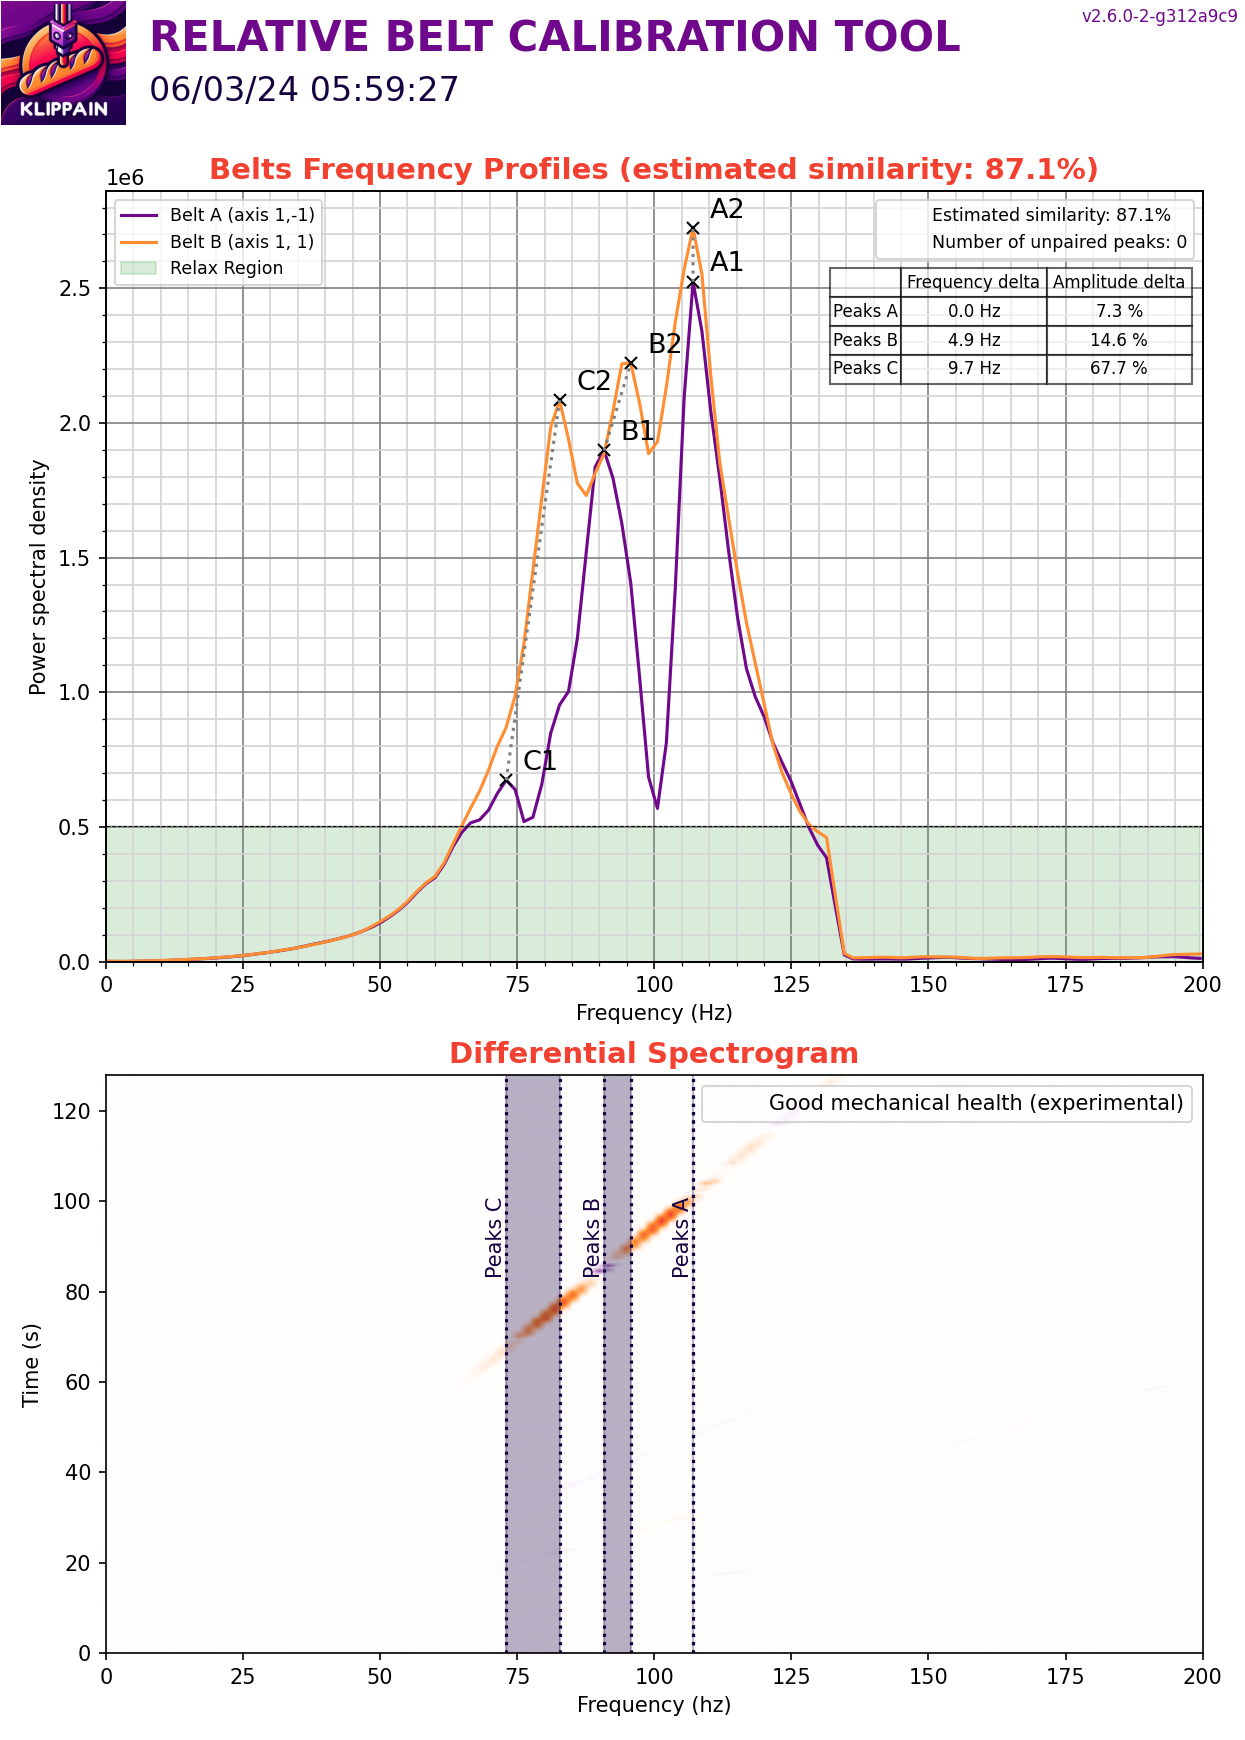 v2.6.0-2-g312a9c9
RELATIVE BELT CALIBRATION TOOL
06/03/24 05:59:27
KLIPPAIN
Belts Frequency Profiles (estimated similarity: 87.1%)
1e6
Belt A (axis 1,-1)
Belt B (axis 1, 1)
Relax Region
Estimated similarity: 87.1%
Number of unpaired peaks: 0
Frequency delta Amplitude delta
Peaks A 0.0 Hz 7.3 %
Peaks B 4.9 Hz 14.6 %
Peaks C 9.7 Hz 67.7 %
A2
A1
B2
C2
B1
C1
2.5
2.0
1.5
1.0
0.5
0.0
Power spectral density
0 25 50 75 100 125 150 175 200
Frequency (Hz)
Differential Spectrogram
Good mechanical health (experimental)
Peaks C
Peaks B
Peaks A
120
100
80
60
40
20
0
Time (s)
0 25 50 75 100 125 150 175 200
Frequency (hz)